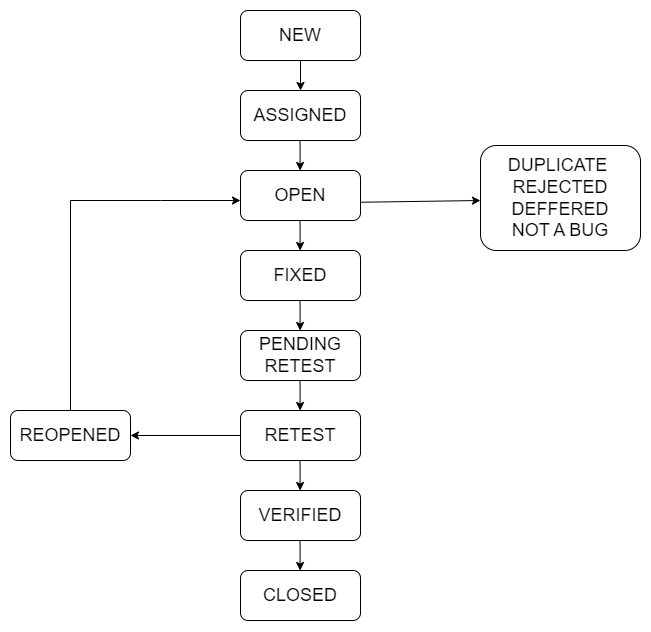 NEW
ASSIGNED
OPEN
DUPLICATE
REJECTED
DEFFERED
NOT A BUG
FIXED
PENDING
RETEST
REOPENED
RETEST
VERIFIED
CLOSED